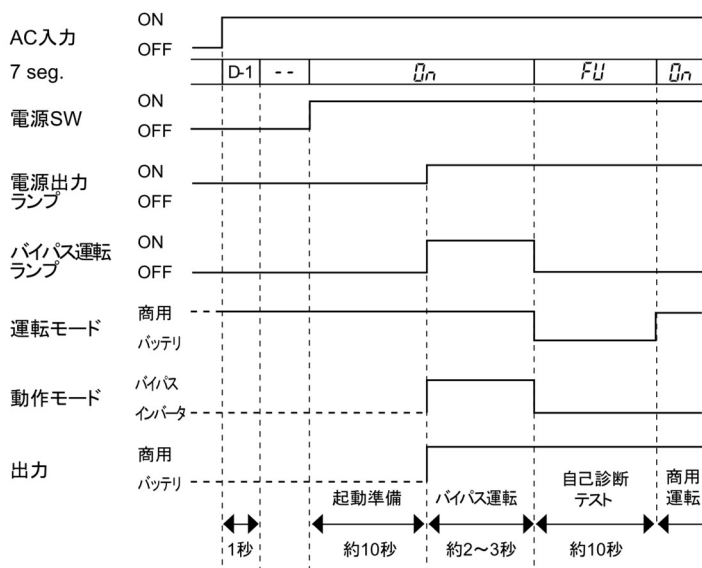 AC入力 ON
OFF
7 seg. D-1 -- On FU On
電源SW ON
OFF
電源出力
ランプ ON
OFF
バイパス運転
ランプ ON
OFF
運転モード 商用
バッテリ
動作モード バイパス
インバータ
出力 商用
バッテリ
起動準備 バイパス運転 自己診断
テスト 商用
運転
1秒 約10秒 約2～3秒 約10秒